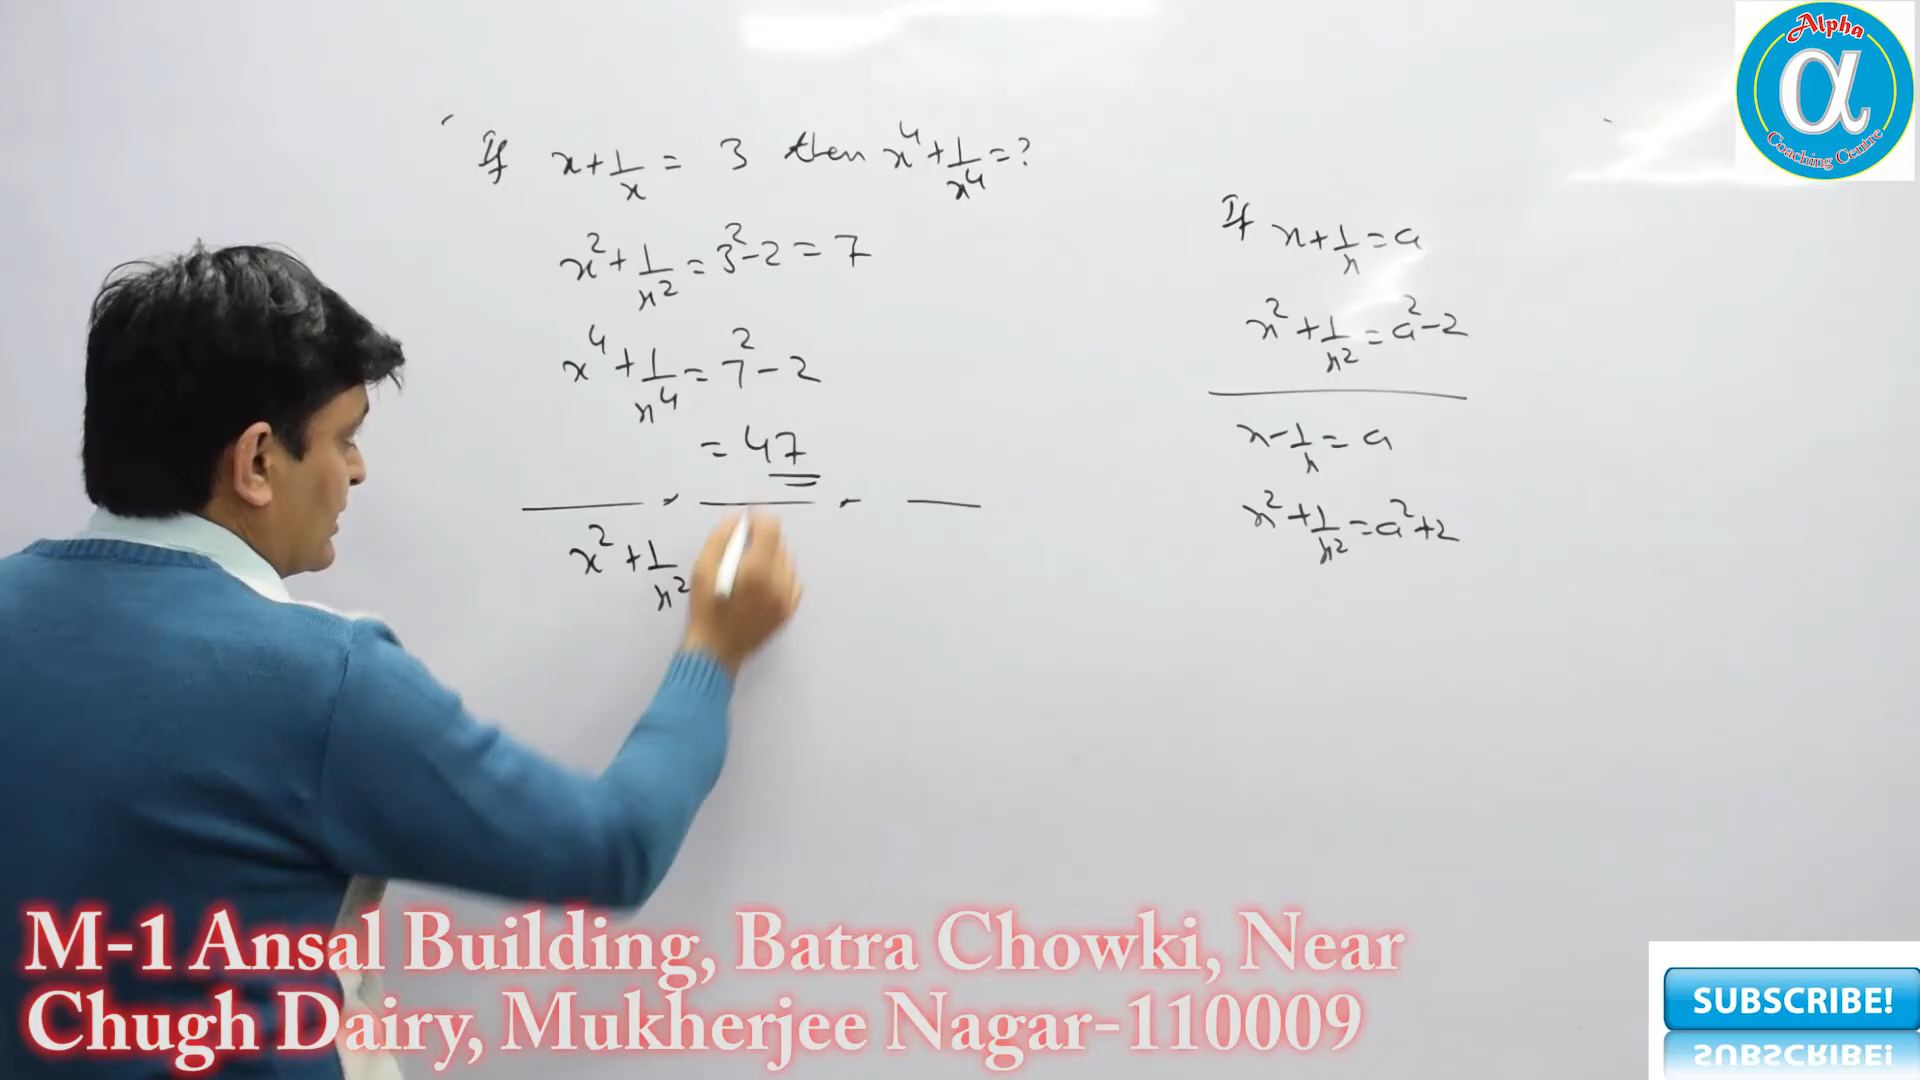 If x + 1/x = 3 then x⁴ + 1/x⁴ = ?
x² + 1/x² = 3² - 2 = 7
x⁴ + 1/x⁴ = 7² - 2
= 47
x² + 1/x²
If x + 1/x = a
x² + 1/x² = a² - 2
x - 1/x = a
x² + 1/x² = a² + 2
Alpha
α
Coaching Centre
M-1 Ansal Building, Batra Chowki, Near
Chugh Dairy, Mukherjee Nagar-110009
SUBSCRIBE!